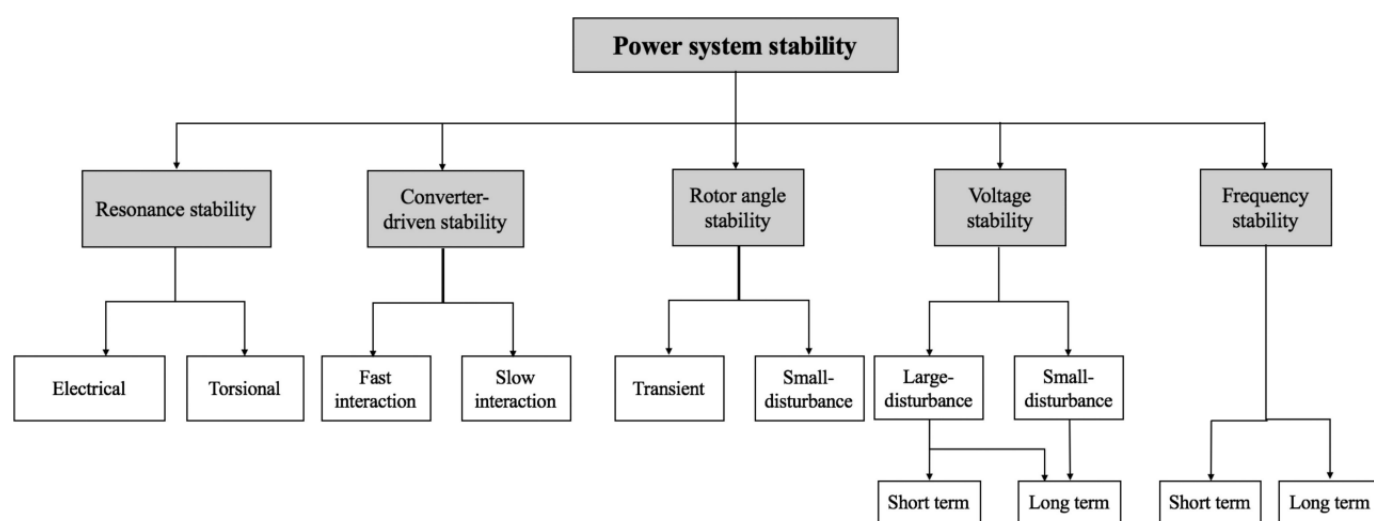 Power system stability
Resonance stability
Converter-
driven stability
Rotor angle
stability
Voltage
stability
Frequency
stability
Electrical
Torsional
Fast
interaction
Slow
interaction
Transient
Small-
disturbance
Large-
disturbance
Small-
disturbance
Short term
Long term
Short term
Long term